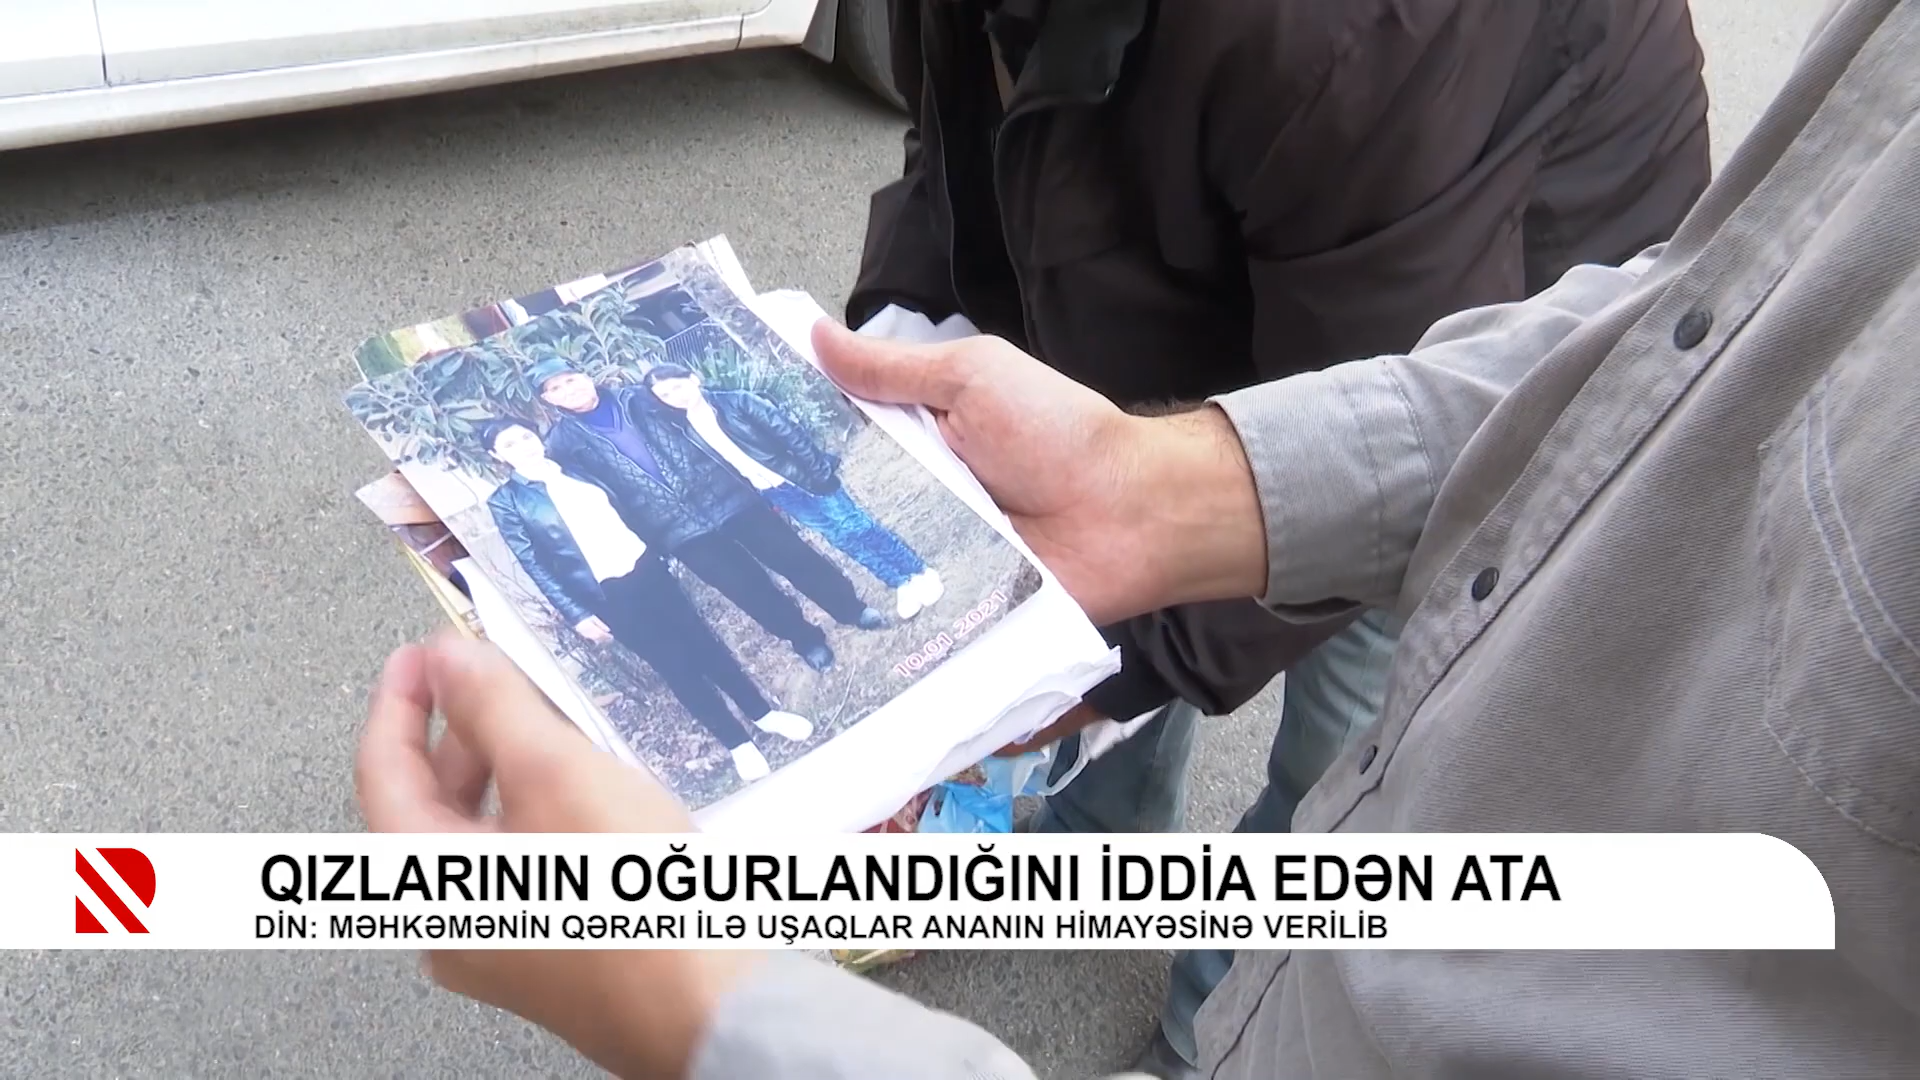 10.01.2021
QIZLARININ OĞURLANDIĞINI İDDİA EDƏN ATA
DİN: MƏHKƏMƏNİN QƏRARI İLƏ UŞAQLAR ANANIN HİMAYƏSİNƏ VERİLİB